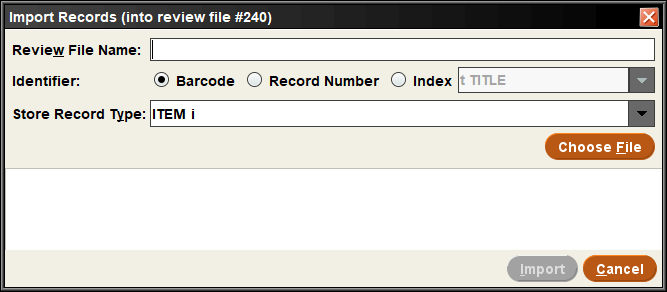 Import Records (into review file #240)
Review File Name:
Identifier: Barcode Record Number Index t TITLE
Store Record Type: ITEM i
Choose File
Import Cancel